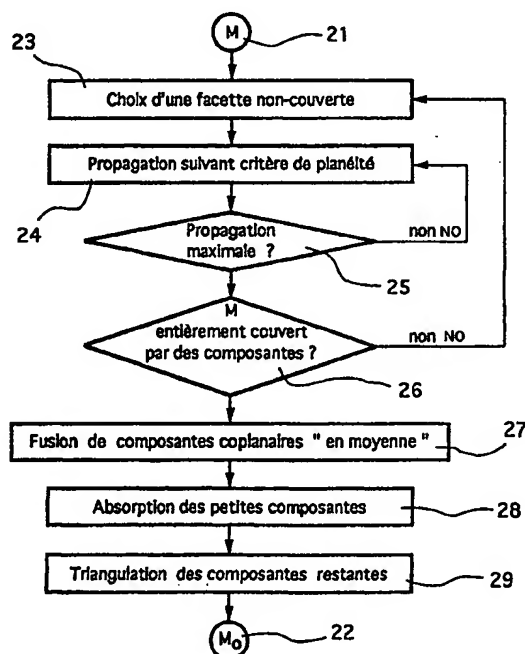 M
21
23
Choix d'une facette non-couverte
Propagation suivant critère de planéité
24
Propagation
maximale ?
non NO
25
M
entièrement couvert
par des composantes ?
non NO
26
Fusion de composantes coplanaires " en moyenne "
27
Absorption des petites composantes
28
Triangulation des composantes restantes
29
Mo
22